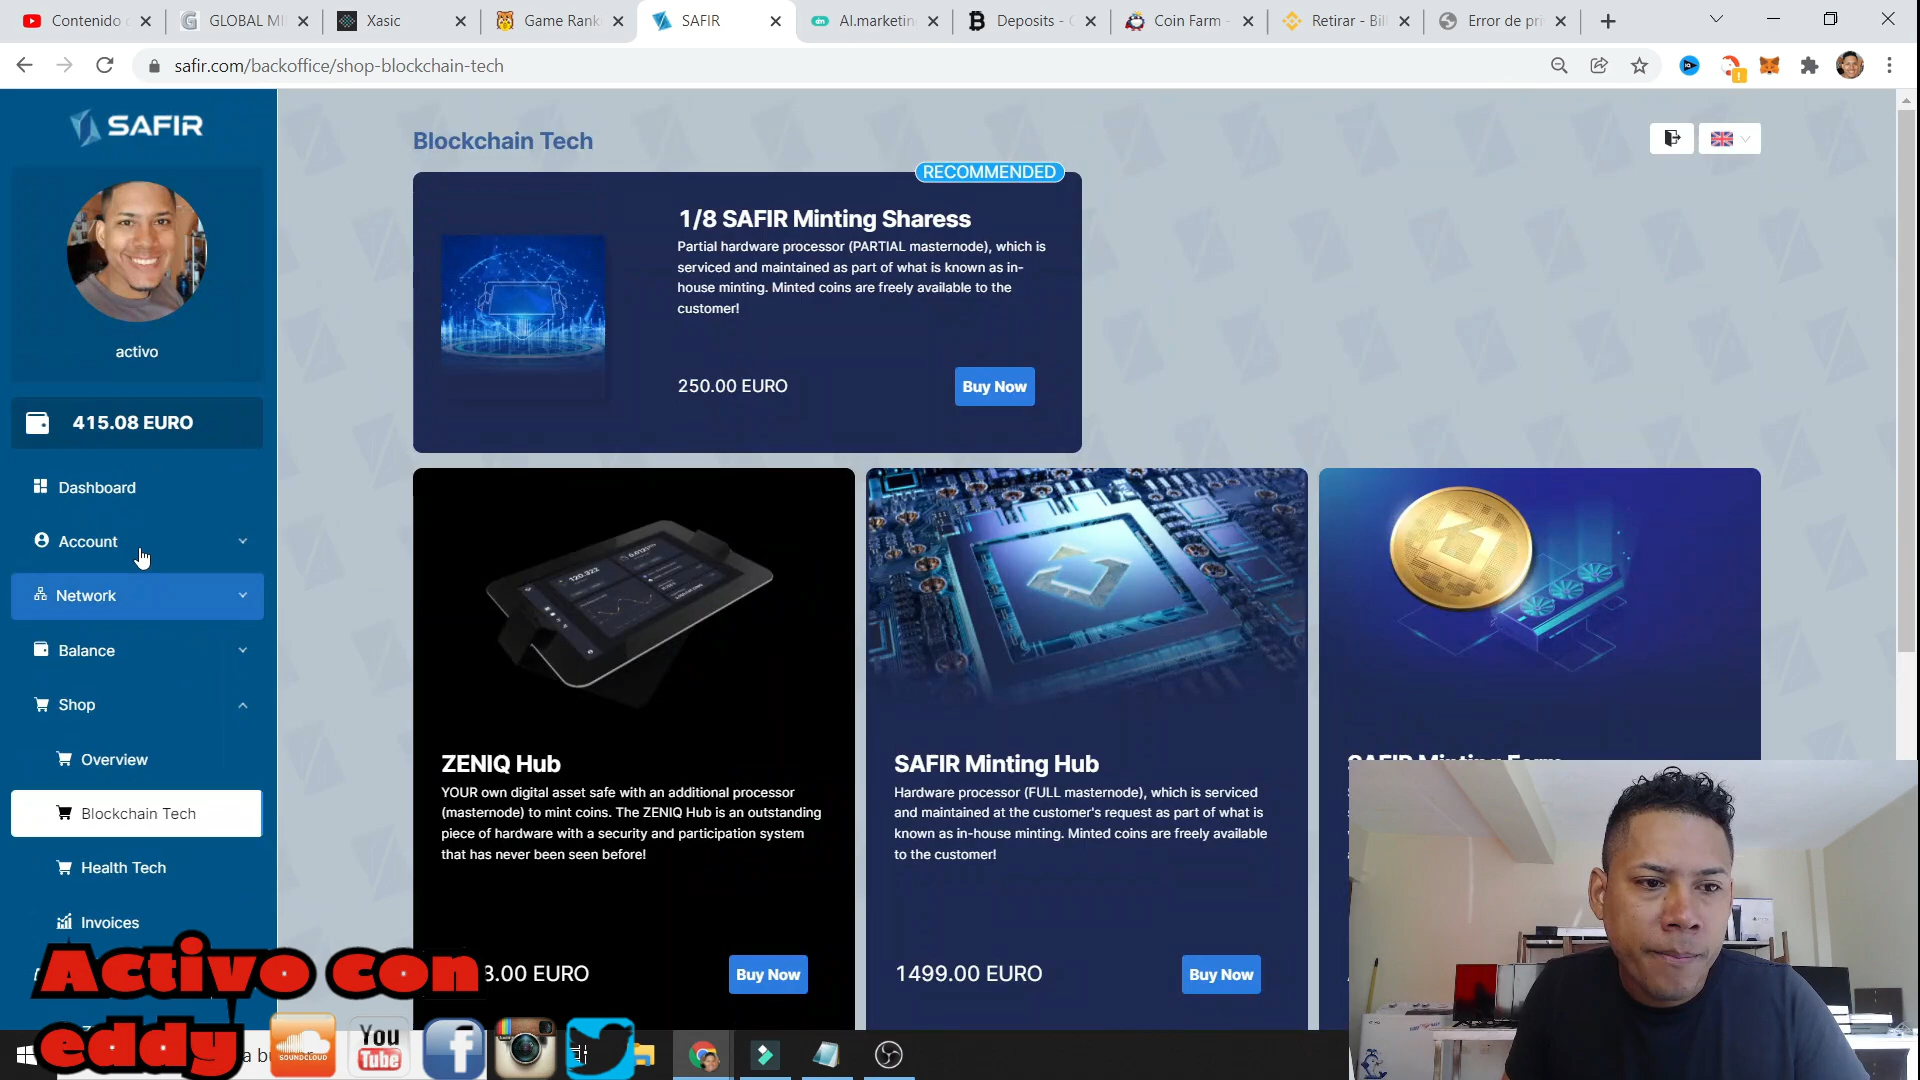 Contenido
GLOBAL MI
Xasic
Game Rank
SAFIR
AI.marketin
Deposits -
Coin Farm -
Retirar - Bi
Error de pri
safir.com/backoffice/shop-blockchain-tech
SAFIR
activo
415.08 EURO
Dashboard
Account
Network
Balance
Shop
Overview
Blockchain Tech
Health Tech
Invoices
Blockchain Tech
RECOMMENDED
1/8 SAFIR Minting Sharess
Partial hardware processor (PARTIAL masternode), which is
serviced and maintained as part of what is known as in-
house minting. Minted coins are freely available to the
customer!
250.00 EURO
Buy Now
ZENIQ Hub
YOUR own digital asset safe with an additional processor
(masternode) to mint coins. The ZENIQ Hub is an outstanding
piece of hardware with a security and participation system
that has never been seen before!
8.00 EURO
Buy Now
SAFIR Minting Hub
Hardware processor (FULL masternode), which is serviced
and maintained at the customer's request as part of what is
known as in-house minting. Minted coins are freely available
to the customer!
1499.00 EURO
Buy Now
SAFIR Minting Farm
Activo con
eddy
SOUNDCLOUD
You
Tube